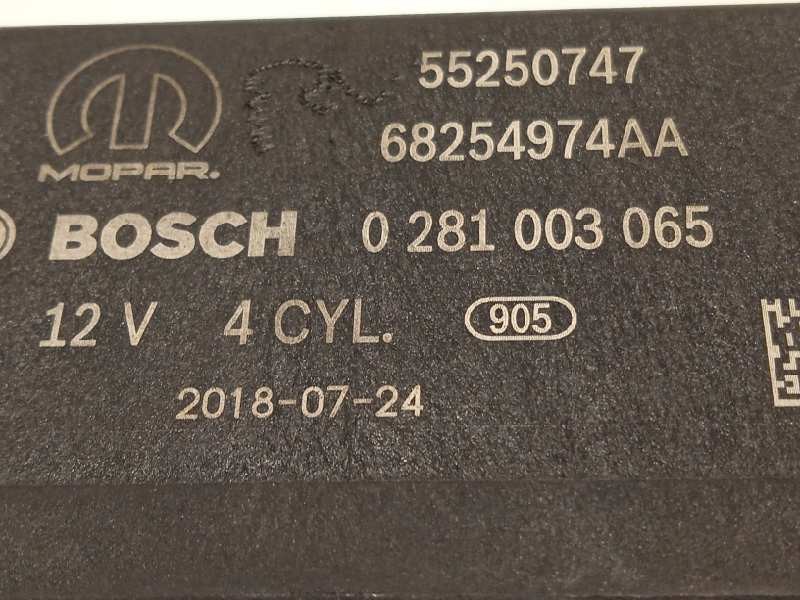 55250747
MOPAR.
68254974AA
BOSCH 0 281 003 065
12 V 4 CYL. 905
2018-07-24